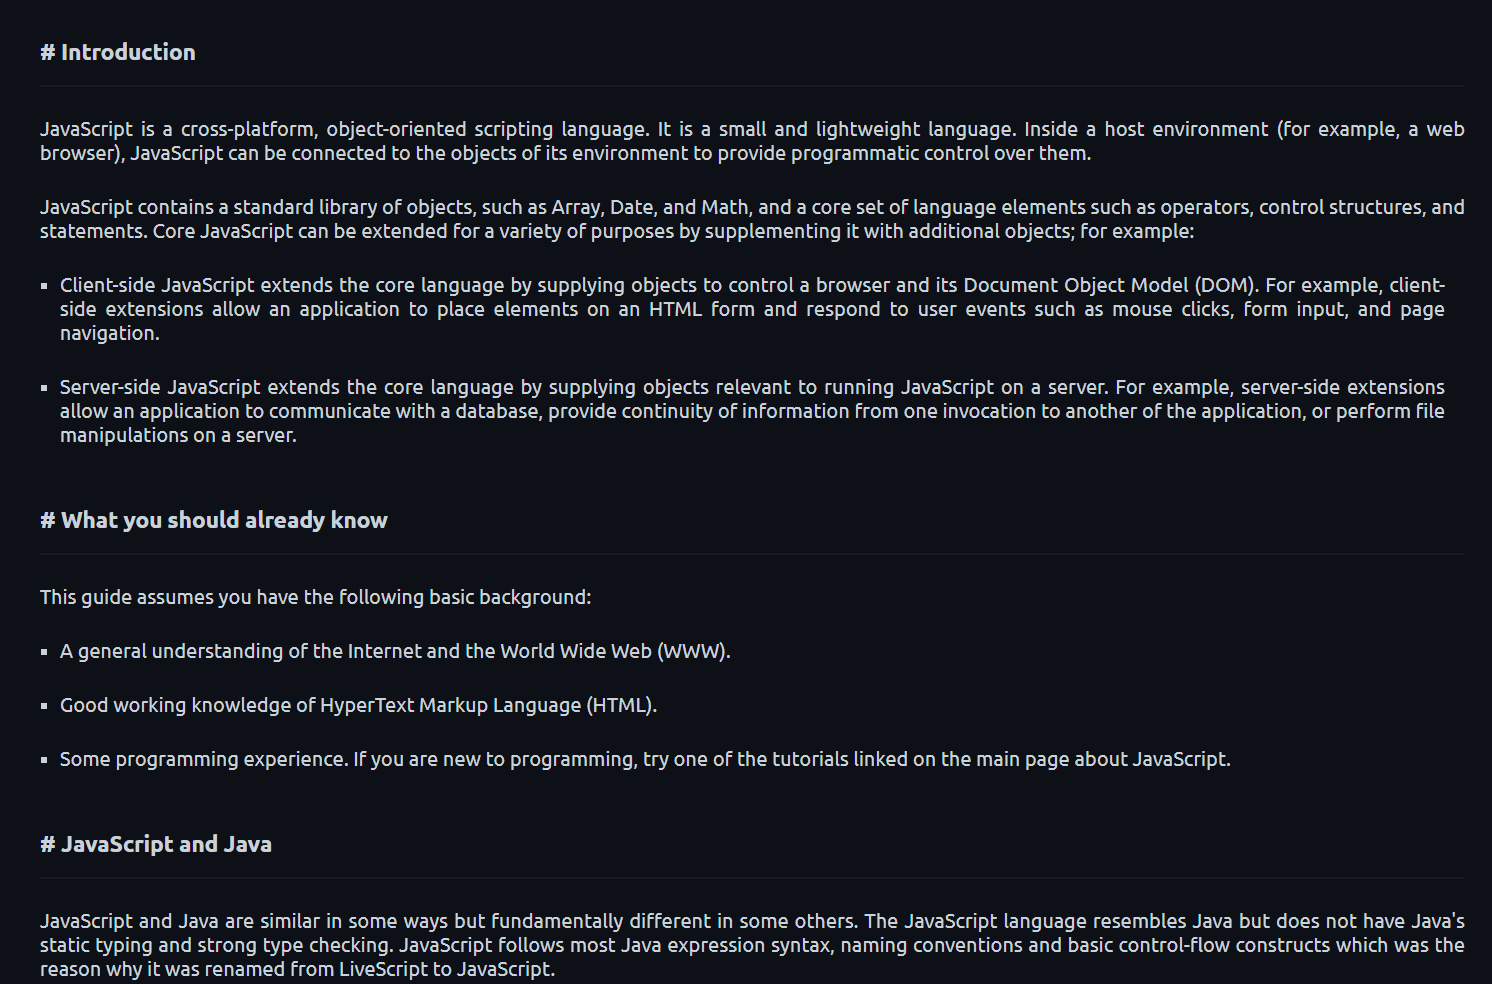 # Introduction
JavaScript is a cross-platform, object-oriented scripting language. It is a small and lightweight language. Inside a host environment (for example, a web
browser), JavaScript can be connected to the objects of its environment to provide programmatic control over them.
JavaScript contains a standard library of objects, such as Array, Date, and Math, and a core set of language elements such as operators, control structures, and
statements. Core JavaScript can be extended for a variety of purposes by supplementing it with additional objects; for example:
▪ Client-side JavaScript extends the core language by supplying objects to control a browser and its Document Object Model (DOM). For example, client-
side extensions allow an application to place elements on an HTML form and respond to user events such as mouse clicks, form input, and page
navigation.
▪ Server-side JavaScript extends the core language by supplying objects relevant to running JavaScript on a server. For example, server-side extensions
allow an application to communicate with a database, provide continuity of information from one invocation to another of the application, or perform file
manipulations on a server.
# What you should already know
This guide assumes you have the following basic background:
▪ A general understanding of the Internet and the World Wide Web (WWW).
▪ Good working knowledge of HyperText Markup Language (HTML).
▪ Some programming experience. If you are new to programming, try one of the tutorials linked on the main page about JavaScript.
# JavaScript and Java
JavaScript and Java are similar in some ways but fundamentally different in some others. The JavaScript language resembles Java but does not have Java's
static typing and strong type checking. JavaScript follows most Java expression syntax, naming conventions and basic control-flow constructs which was the
reason why it was renamed from LiveScript to JavaScript.